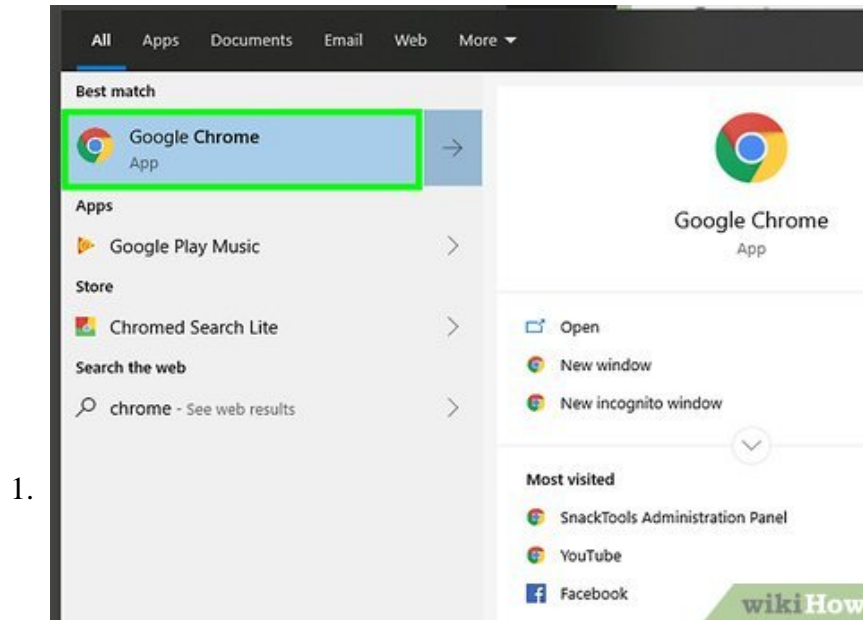 All Apps Documents Email Web More
Best match
Google Chrome
App
Apps
Google Play Music
Store
Chromed Search Lite
Search the web
chrome - See web results
Google Chrome
App
Open
New window
New incognito window
Most visited
SnackTools Administration Panel
YouTube
Facebook
wikiHow
1.